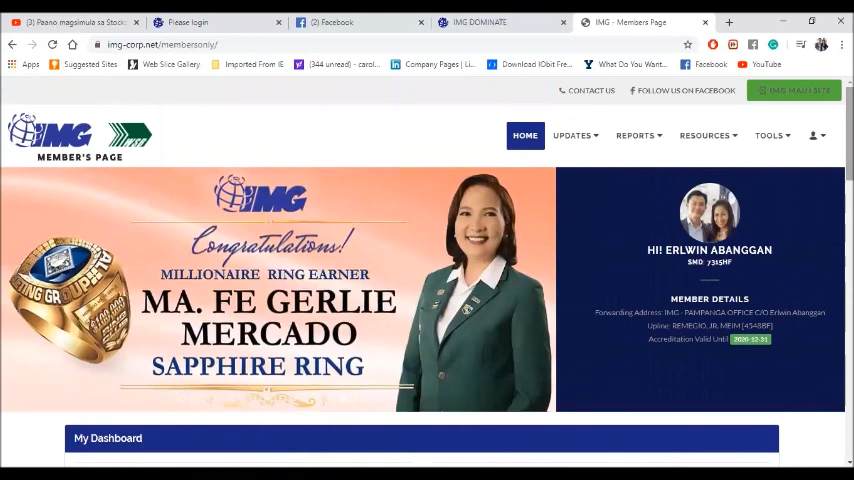 (3) Paano magsimula sa Stock
Please login
(2) Facebook
IMG DOMINATE
IMG - Members Page
img-corp.net/membersonly/
Apps
Suggested Sites
Web Slice Gallery
Imported From IE
(344 unread) - carol...
Company Pages | Li...
Download IObit Fre...
What Do You Want...
Facebook
YouTube
CONTACT US
FOLLOW US ON FACEBOOK
IMG MAIN SITE
IMG
MEMBER'S PAGE
HOME
UPDATES
REPORTS
RESOURCES
TOOLS
IMG
Congratulations!
MILLIONAIRE RING EARNER
MA. FE GERLIE
MERCADO
SAPPHIRE RING
HI! ERLWIN ABANGGAN
SMD: 7315HF
MEMBER DETAILS
Forwarding Address: IMG - PAMPANGA OFFICE C/O Erlwin Abanggan
Upline: REMEGIO, JR. MEIM [4548BF]
Accreditation Valid Until 2020-12-31
My Dashboard